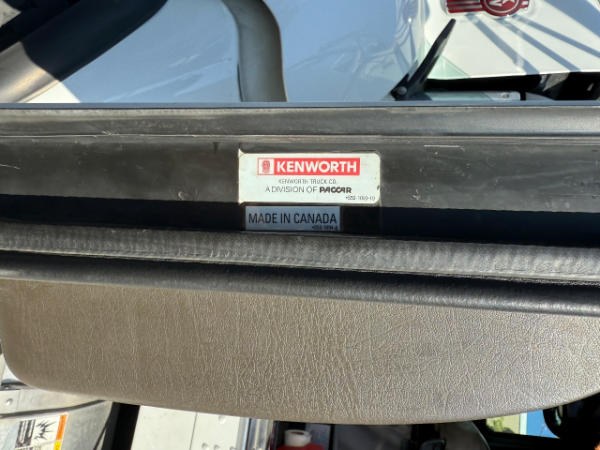 KENWORTH
KENWORTH TRUCK CO.
A DIVISION OF PACCAR
MADE IN CANADA